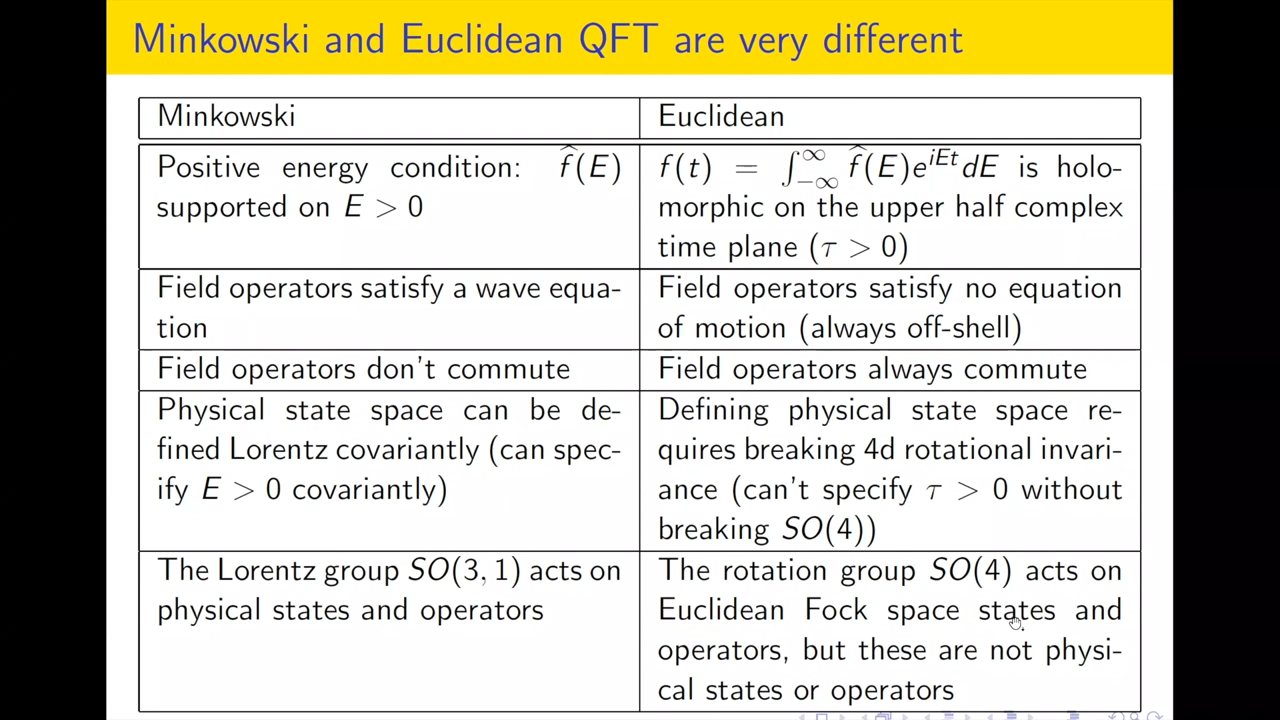 Minkowski and Euclidean QFT are very different
Minkowski
Euclidean
Positive energy condition: f̂(E)
supported on E > 0
f(t) = ∫_{-∞}^{∞} f̂(E)e^{iEt}dE is holo-
morphic on the upper half complex
time plane (τ > 0)
Field operators satisfy a wave equa-
tion
Field operators satisfy no equation
of motion (always off-shell)
Field operators don't commute
Field operators always commute
Physical state space can be de-
fined Lorentz covariantly (can spec-
ify E > 0 covariantly)
Defining physical state space re-
quires breaking 4d rotational invari-
ance (can't specify τ > 0 without
breaking SO(4))
The Lorentz group SO(3, 1) acts on
physical states and operators
The rotation group SO(4) acts on
Euclidean Fock space states and
operators, but these are not physi-
cal states or operators